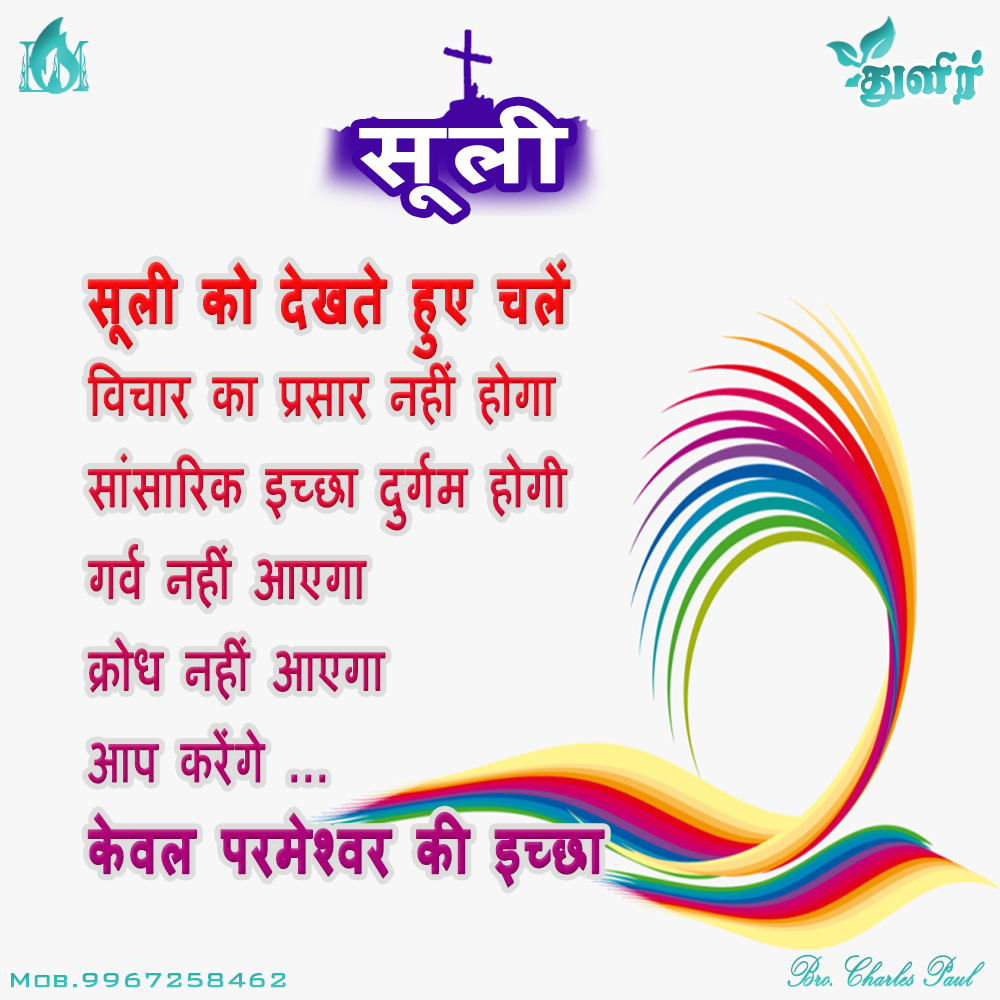 துளிர்
सूली
सूली को देखते हुए चलें
विचार का प्रसार नहीं होगा
सांसारिक इच्छा दुर्गम होगी
गर्व नहीं आएगा
क्रोध नहीं आएगा
आप करेंगे ...
केवल परमेश्वर की इच्छा
Mob.9967258462
Bro. Charles Paul